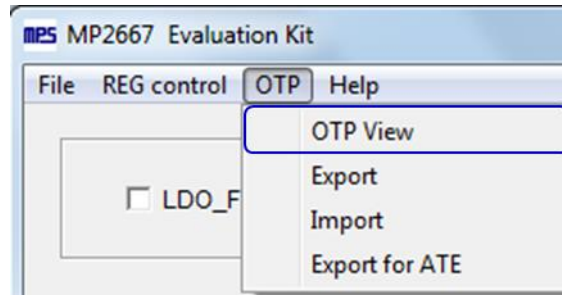 mps MP2667 Evaluation Kit
File REG control OTP Help
OTP View
Export
LDO_F
Import
Export for ATE